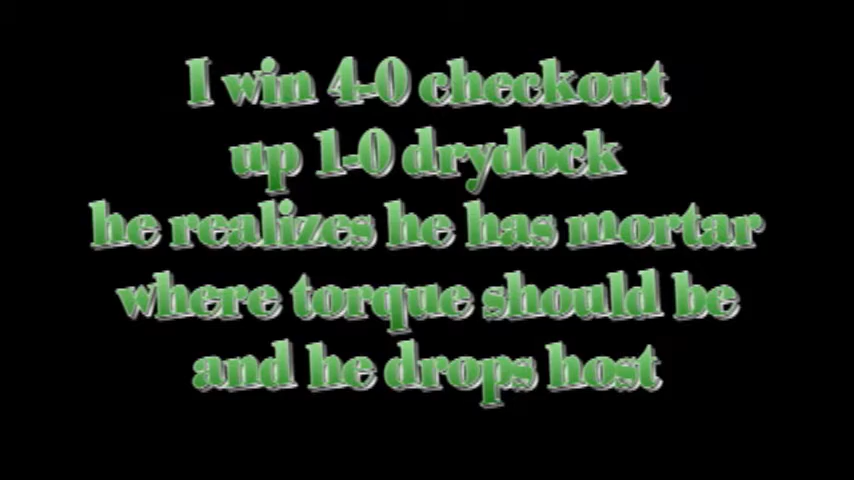 I win 4-0 checkout
up 1-0 drydock
he realizes he has mortar
where torque should be
and he drops host